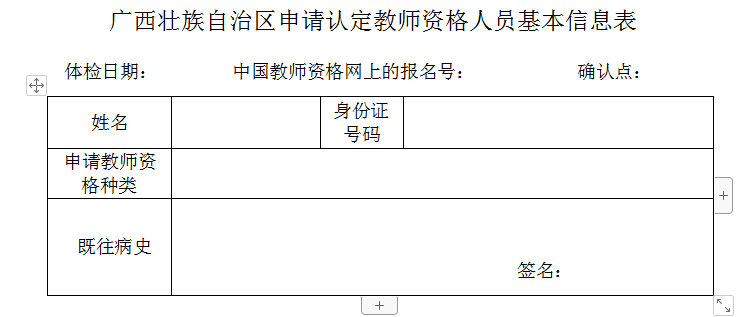 广西壮族自治区申请认定教师资格人员基本信息表
体检日期： 中国教师资格网上的报名号： 确认点：
姓名 身份证
号码
申请教师资
格种类
既往病史
签名：